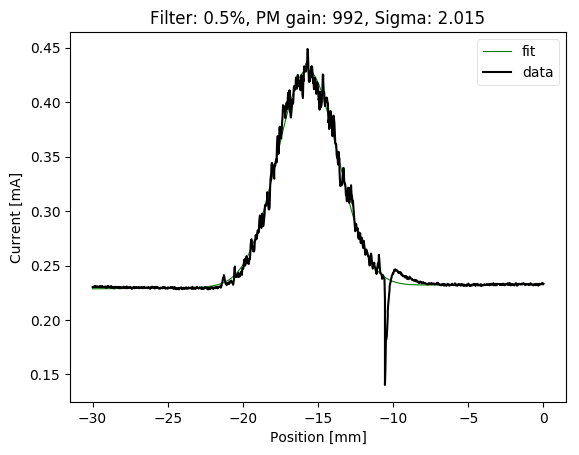 Filter: 0.5%, PM gain: 992, Sigma: 2.015
fit
data
Current [mA]
0.45
0.40
0.35
0.30
0.25
0.20
0.15
−30
−25
−20
−15
−10
−5
0
Position [mm]